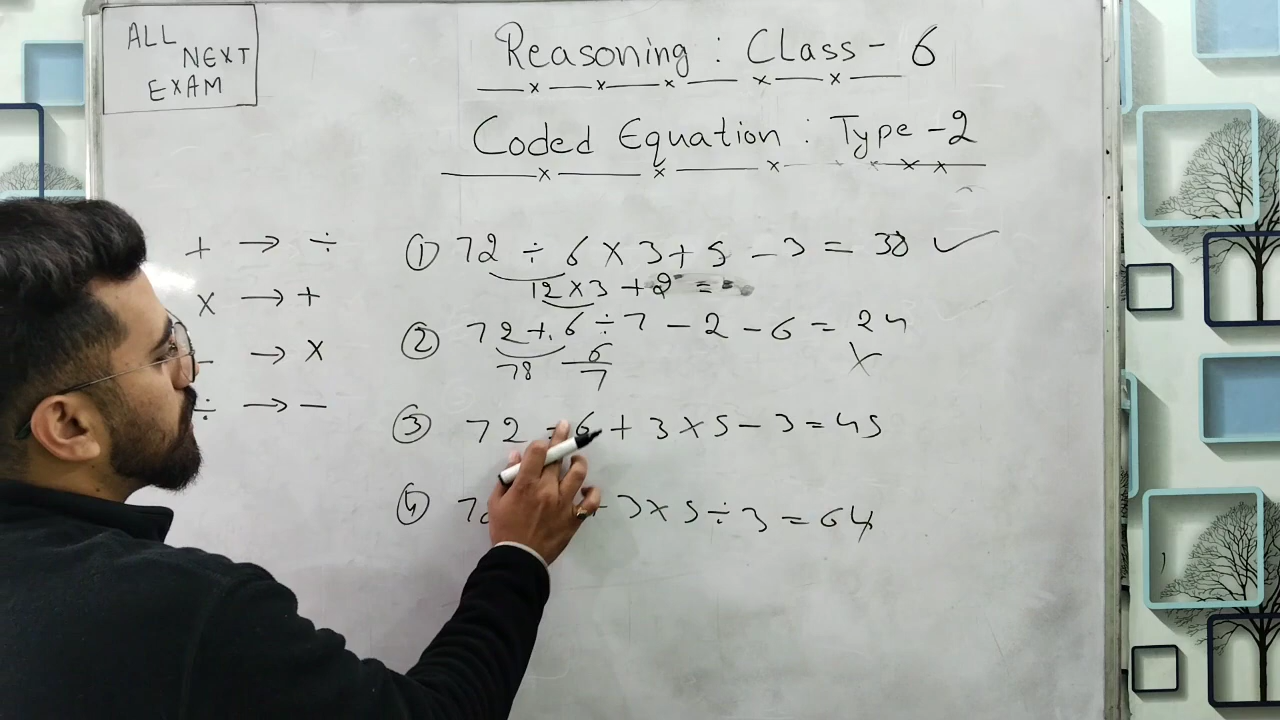 ALL
NEXT
EXAM
Reasoning : Class - 6
Coded Equation : Type - 2
+ → ÷
x → +
→ x
÷ → -
① 72 ÷ 6 x 3 + 5 - 3 = 38 ✓
12 x 3 + 2 =
② 72 + 6 ÷ 7 - 2 - 6 = 24
78 6/7 x
③ 72 6 + 3 x 5 - 3 = 45
④ 3 x 5 ÷ 3 = 64